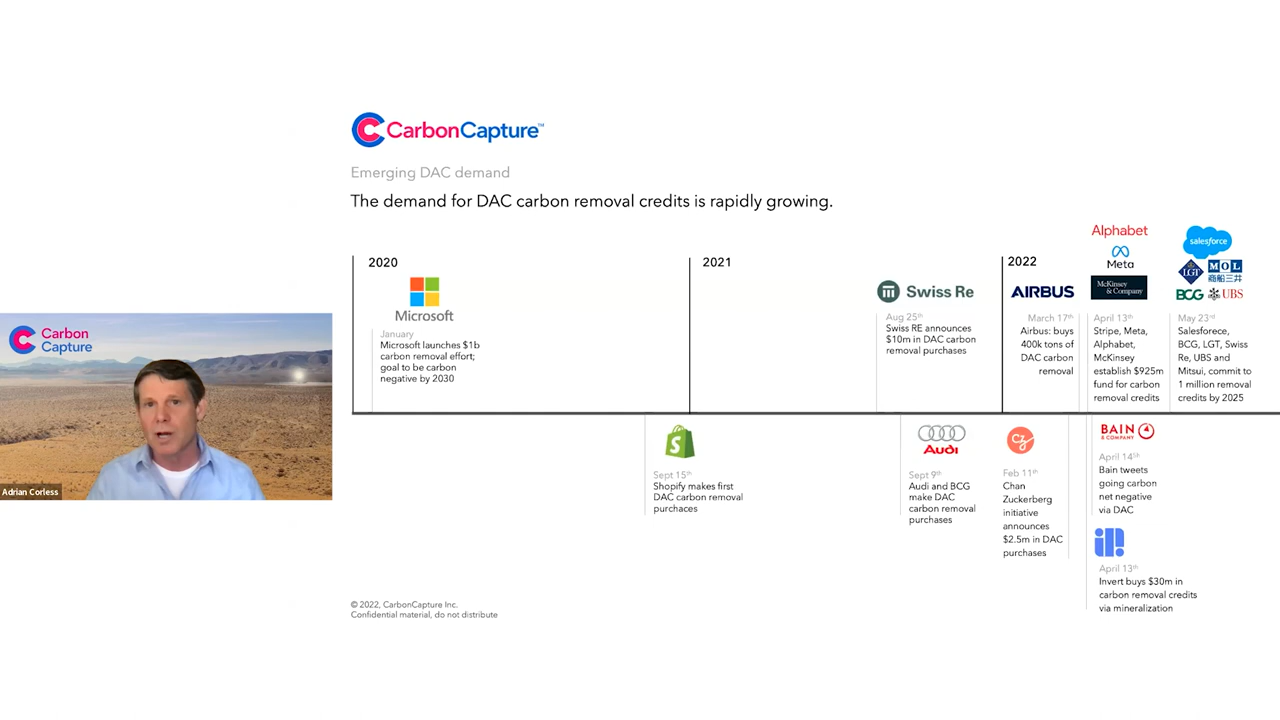 CarbonCapture™
Emerging DAC demand
The demand for DAC carbon removal credits is rapidly growing.
2020
Microsoft
January
Microsoft launches $1b
carbon removal effort;
goal to be carbon
negative by 2030
Sept 15th
Shopify makes first
DAC carbon removal
purchaces
2021
Swiss Re
Aug 25th
Swiss RE announces
$10m in DAC carbon
removal purchases
Audi
Sept 9th
Audi and BCG
make DAC
carbon removal
purchases
2022
AIRBUS
March 17th
Airbus: buys
400k tons of
DAC carbon
removal
cz
Feb 11th
Chan
Zuckerberg
initiative
announces
$2.5m in DAC
purchases
Alphabet
Meta
McKinsey
& Company
April 13th
Stripe, Meta,
Alphabet,
McKinsey
establish $925m
fund for carbon
removal credits
BAIN
& COMPANY
April 14th
Bain tweets
going carbon
net negative
via DAC
April 13th
Invert buys $30m in
carbon removal credits
via mineralization
salesforce
LGT
MOL
商船三井
BCG
UBS
May 23rd
Salesforece,
BCG, LGT, Swiss
Re, UBS and
Mitsui, commit to
1 million removal
credits by 2025
Carbon
Capture
Adrian Corless
© 2022, CarbonCapture Inc.
Confidential material, do not distribute